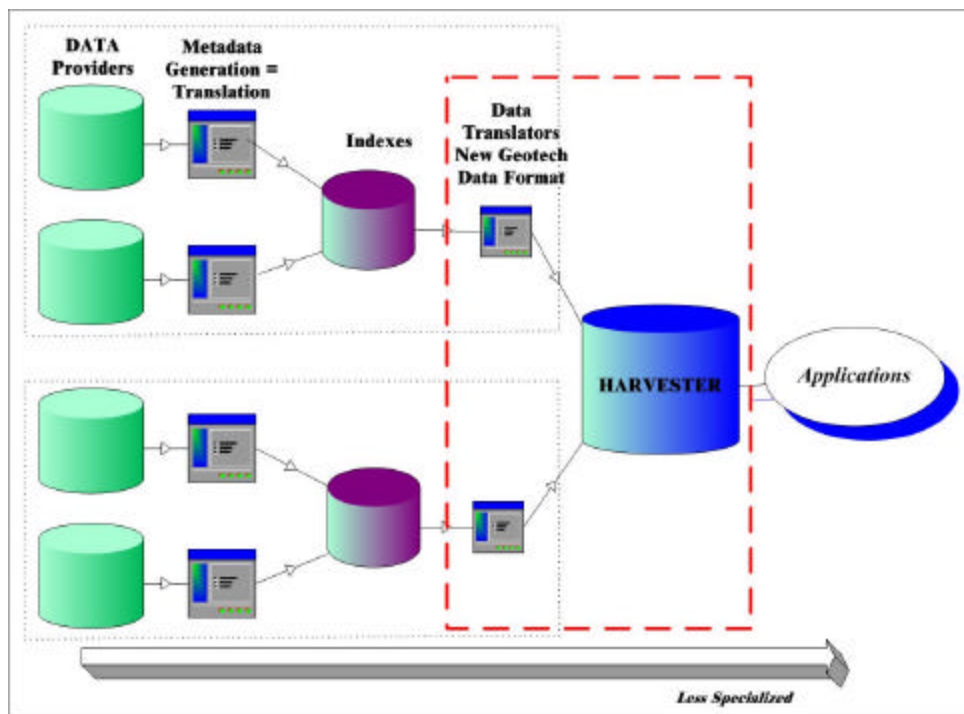 DATA
Providers
Metadata
Generation =
Translation
Indexes
Data
Translators
New Geotech
Data Format
HARVESTER
Applications
Less Specialized